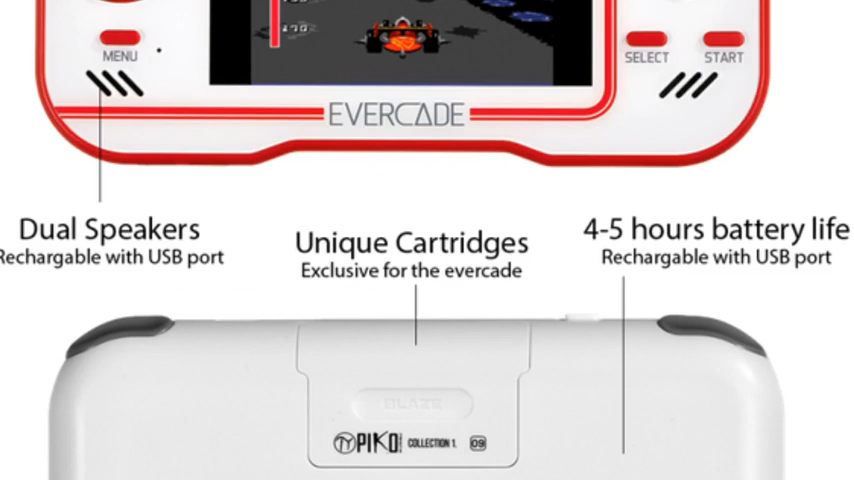 MENU
SELECT
START
EVERCADE
Dual Speakers
Rechargable with USB port
Unique Cartridges
Exclusive for the evercade
4-5 hours battery life
Rechargable with USB port
BLAZE
PIKO COLLECTION 1. 09